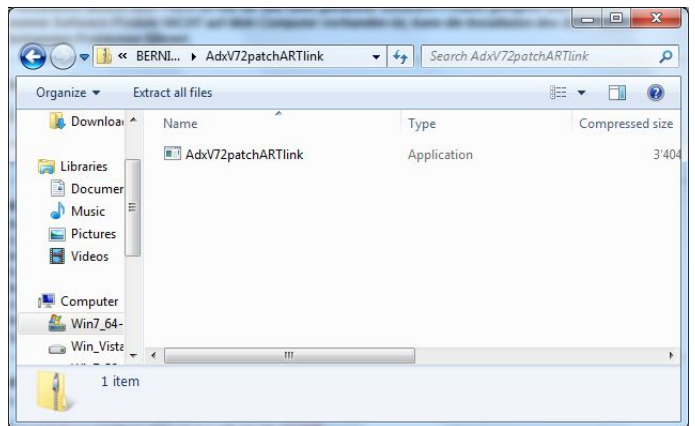 « BERNI... ▸ AdxV72patchARTlink
Search AdxV72patchARTlink
Organize ▾ Extract all files
Downloa
Name Type Compressed size
AdxV72patchARTlink Application 3'404
Libraries
Documen
Music
Pictures
Videos
Computer
Win7_64-
Win_Vista
1 item